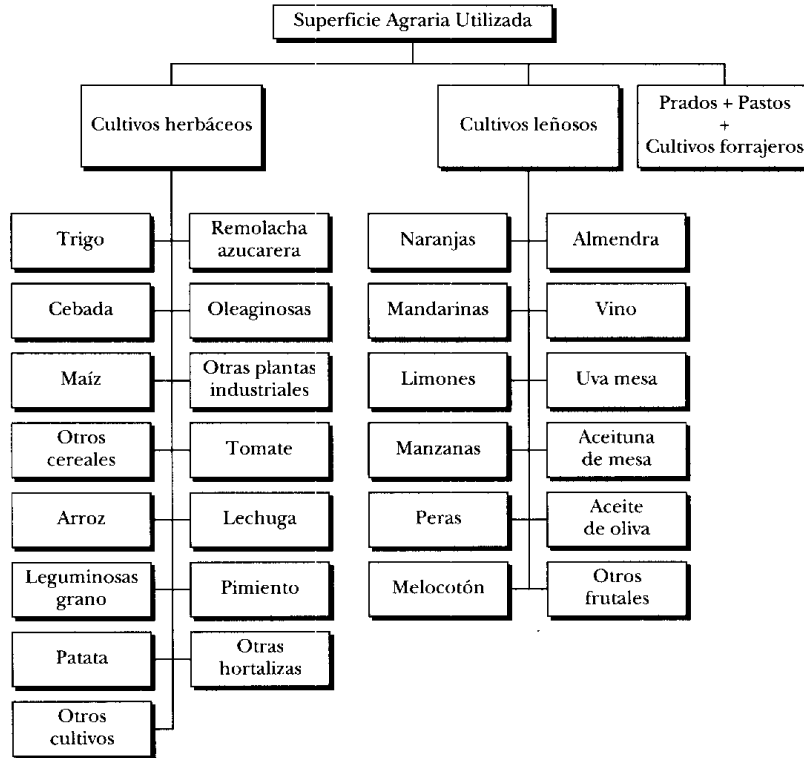 Superficie Agraria Utilizada
Cultivos herbáceos
Cultivos leñosos
Prados + Pastos
+
Cultivos forrajeros
Trigo
Remolacha
azucarera
Cebada
Oleaginosas
Maíz
Otras plantas
industriales
Otros
cereales
Tomate
Arroz
Lechuga
Leguminosas
grano
Pimiento
Patata
Otras
hortalizas
Otros
cultivos
Naranjas
Almendra
Mandarinas
Vino
Limones
Uva mesa
Manzanas
Aceituna
de mesa
Peras
Aceite
de oliva
Melocotón
Otros
frutales